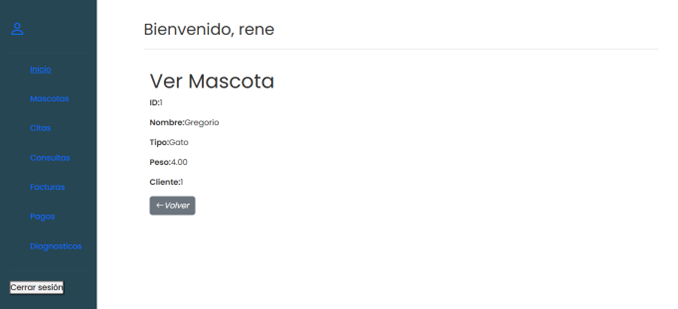 Bienvenido, rene
Inicio
Mascotas
Citas
Consultas
Facturas
Pagos
Diagnosticos
Cerrar sesión
Ver Mascota
ID:1
Nombre:Gregorio
Tipo:Gato
Peso:4.00
Cliente:1
←Volver